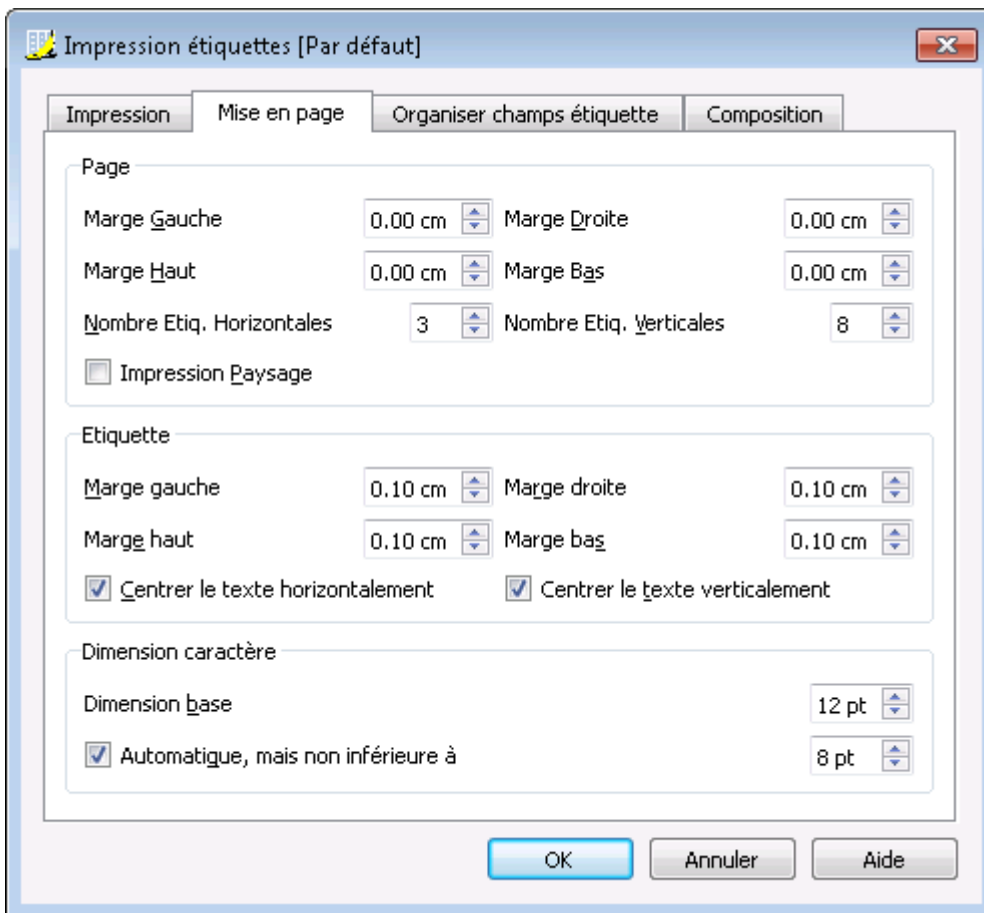 Impression étiquettes [Par défaut]
Impression Mise en page Organiser champs étiquette Composition
Page
Marge Gauche 0.00 cm Marge Droite 0.00 cm
Marge Haut 0.00 cm Marge Bas 0.00 cm
Nombre Etiq. Horizontales 3 Nombre Etiq. Verticales 8
Impression Paysage
Etiquette
Marge gauche 0.10 cm Marge droite 0.10 cm
Marge haut 0.10 cm Marge bas 0.10 cm
Centrer le texte horizontalement Centrer le texte verticalement
Dimension caractère
Dimension base 12 pt
Automatique, mais non inférieure à 8 pt
OK Annuler Aide